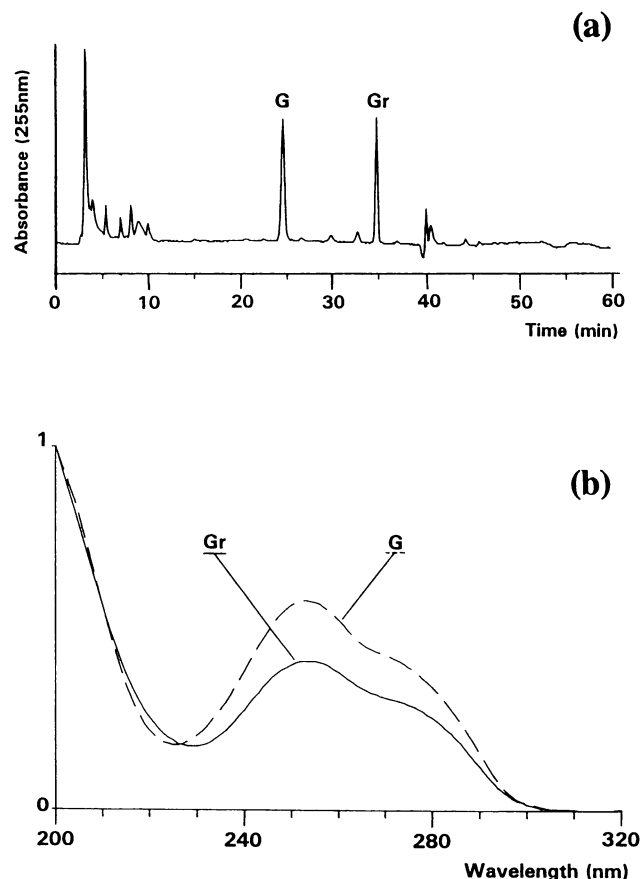 (a)
Absorbance (255nm)
G
Gr
0 10 20 30 40 50 60
Time (min)
1
(b)
Gr
G
0
200 240 280 320
Wavelength (nm)